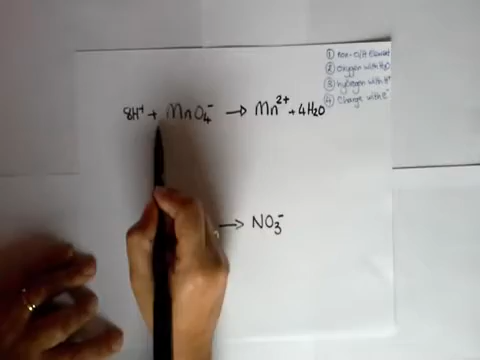 ① Non-O/H Element
② Oxygen with H₂O
③ hydrogen with H⁺
④ Charge with e⁻
8H⁺ + MnO₄⁻ → Mn²⁺ + 4H₂O
→ NO₃⁻